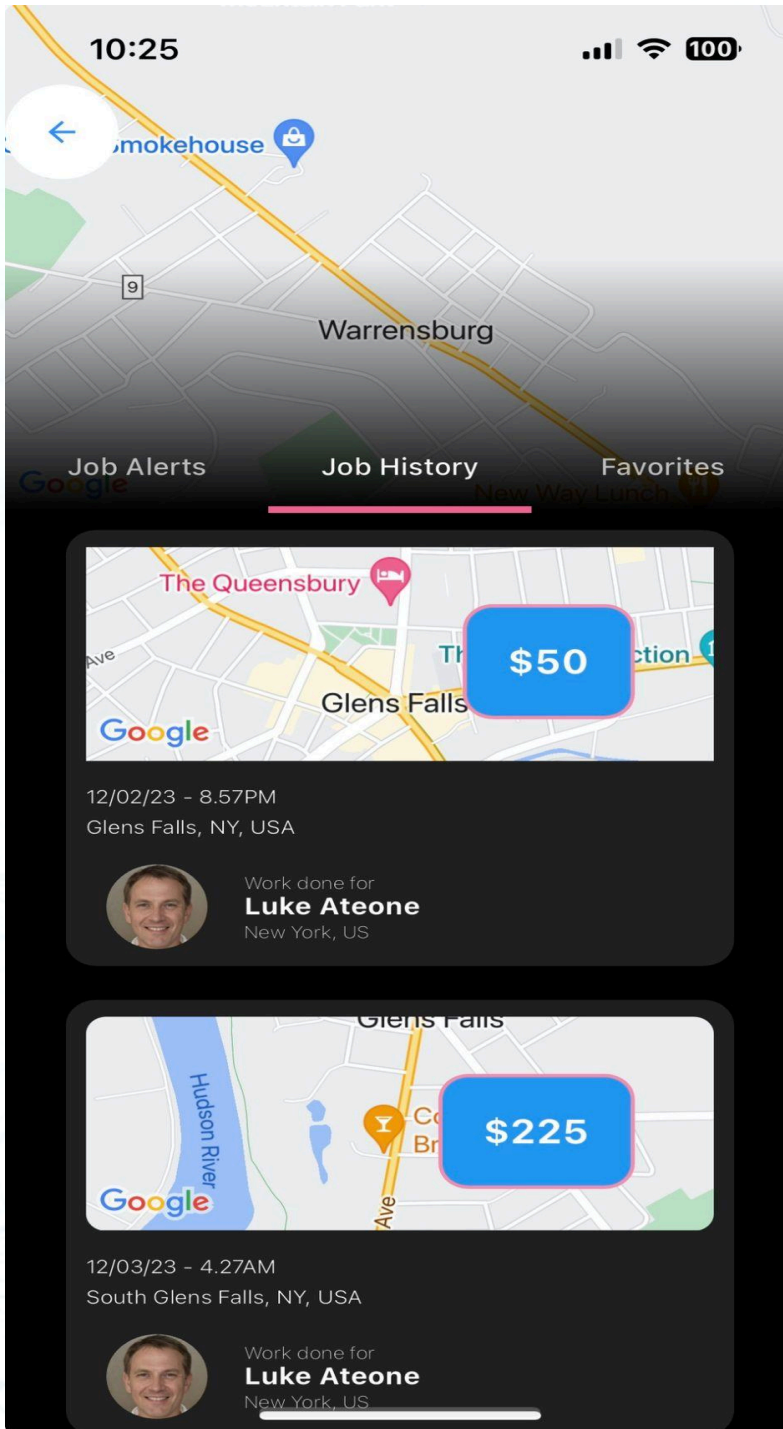 10:25
100
mokehouse
9
Warrensburg
Job Alerts
Job History
Favorites
Google
New Way Lunch
The Queensbury
Ave
$50
ction
Glens Falls
Google
12/02/23 - 8.57PM
Glens Falls, NY, USA
Work done for
Luke Ateone
New York, US
Glens Falls
Hudson River
$225
Google
Ave
12/03/23 - 4.27AM
South Glens Falls, NY, USA
Work done for
Luke Ateone
New York, US